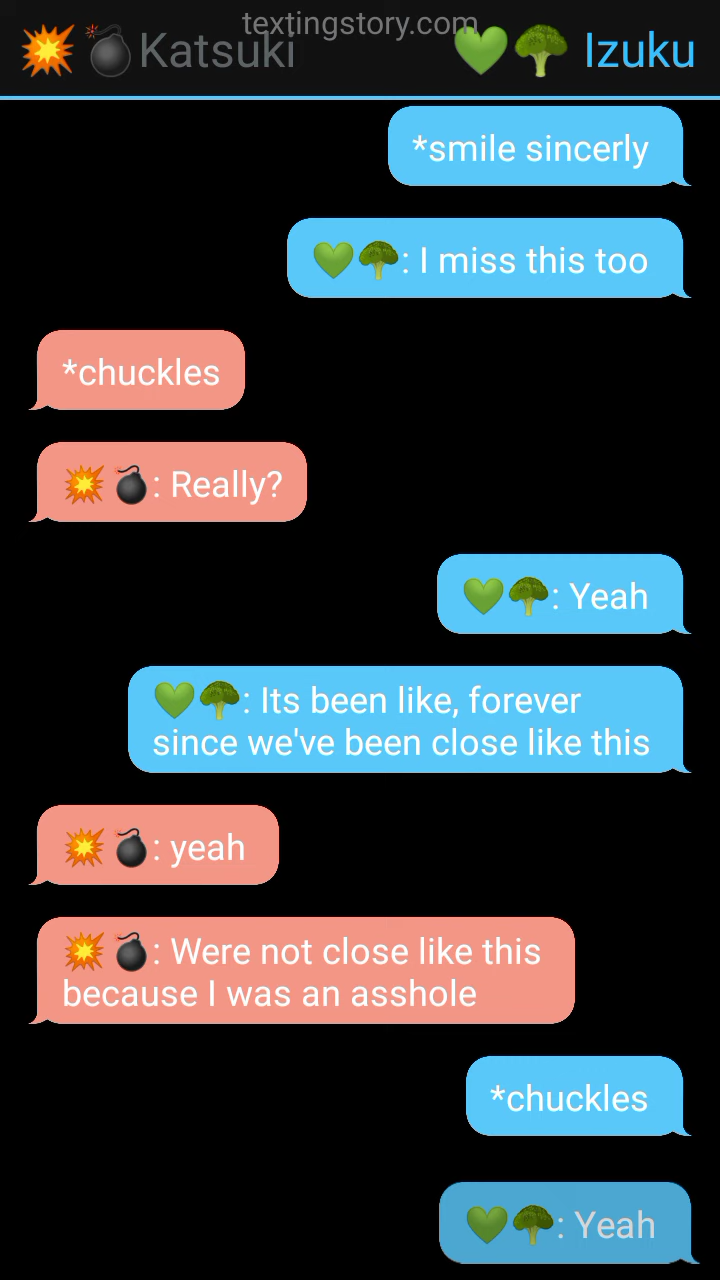 textingstory.com
💥💣Katsuki
💚🥦 Izuku
*smile sincerly
💚🥦: I miss this too
*chuckles
💥💣: Really?
💚🥦: Yeah
💚🥦: Its been like, forever
since we've been close like this
💥💣: yeah
💥💣: Were not close like this
because I was an asshole
*chuckles
💚🥦: Yeah